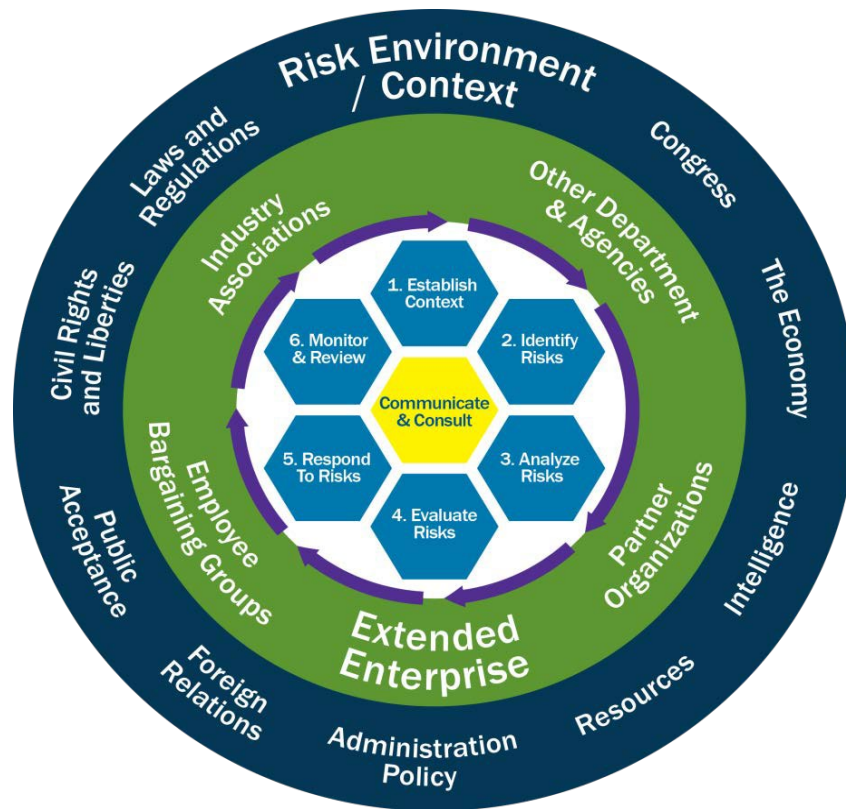 Risk Environment
/ Context
Congress
The Economy
Intelligence
Resources
Administration
Policy
Foreign
Relations
Public
Acceptance
Civil Rights
and Liberties
Laws and
Regulations
Industry
Associations
Other Department
& Agencies
Partner
Organizations
Extended
Enterprise
Employee
Bargaining Groups
1. Establish
Context
2. Identify
Risks
3. Analyze
Risks
4. Evaluate
Risks
5. Respond
To Risks
6. Monitor
& Review
Communicate
& Consult